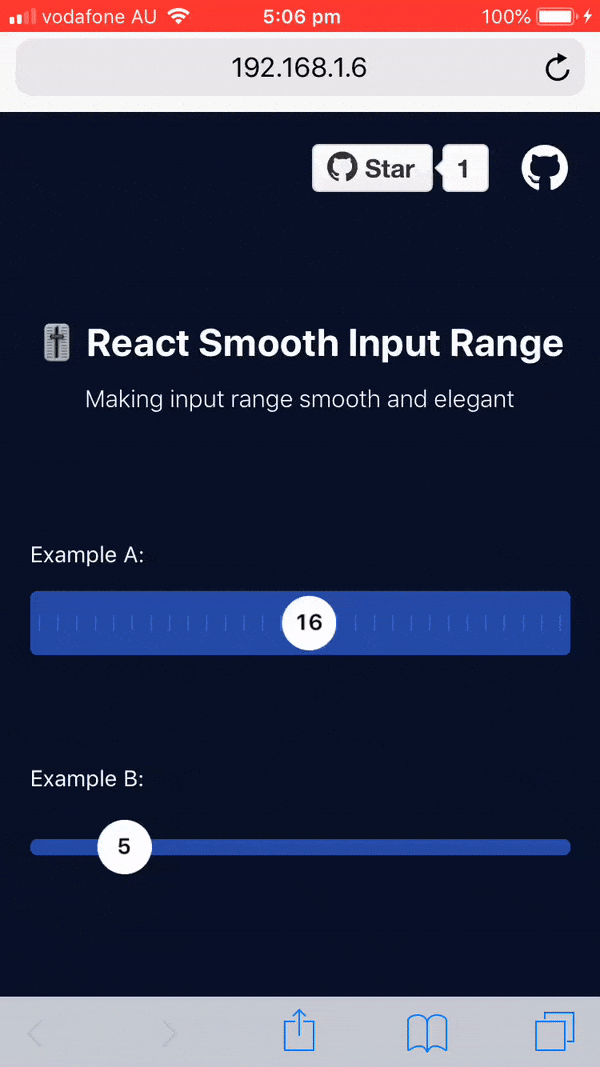 vodafone AU 5:06 pm 100%
192.168.1.6
Star 1
React Smooth Input Range
Making input range smooth and elegant
Example A:
16
Example B:
5